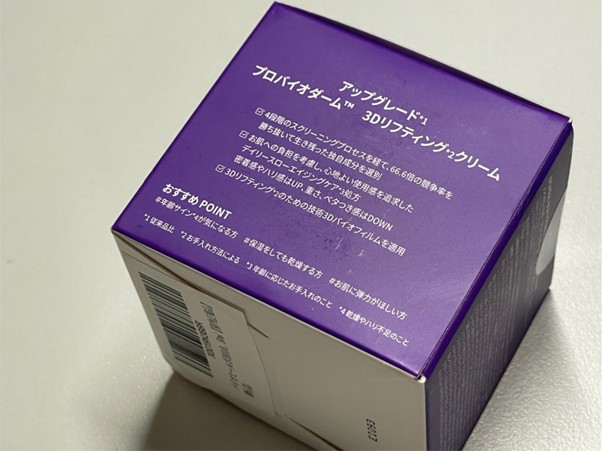 アップグレード*1
プロバイオダーム™ 3Dリフティング*2クリーム
☑4段階のスクリーニングプロセスを経て、66.6倍の競争率を
勝ち抜いて生き残った独自成分を選別
☑お肌への負担を考慮し、心地よい使用感を追求した
デイリースローエイジングケア*3処方
密着感やハリ感はUP、重さ、ベタつき感はDOWN
☑3Dリフティング*2のための技術3Dバイオフィルムを適用
おすすめ POINT
#年齢サイン*4が気になる方 #保湿をしても乾燥する方 #お肌に弾力がほしい方
*1 従来品比 *2 お手入れ方法による *3 年齢に応じたお手入れのこと *4 乾燥やハリ不足のこと